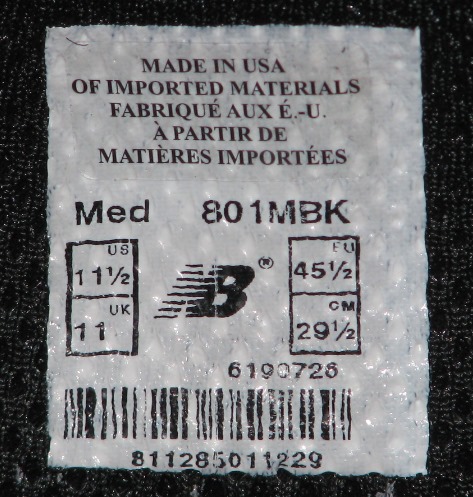 MADE IN USA
OF IMPORTED MATERIALS
FABRIQUÉ AUX É.-U.
À PARTIR DE
MATIÈRES IMPORTÉES
Med 801MBK
US
11½
UK
11
NB®
EU
45½
CM
29½
6190726
811285011229